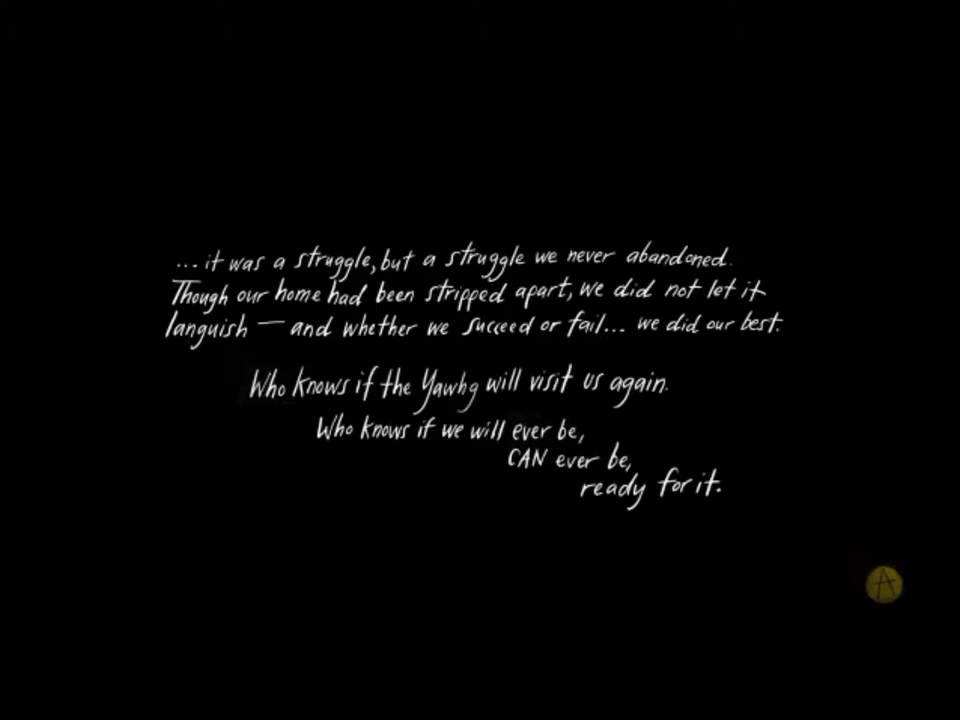 ...it was a struggle, but a struggle we never abandoned.
Though our home had been stripped apart, we did not let it
languish — and whether we succeed or fail... we did our best.
Who knows if the Yawhg will visit us again.
Who knows if we will ever be,
CAN ever be,
ready for it.
A